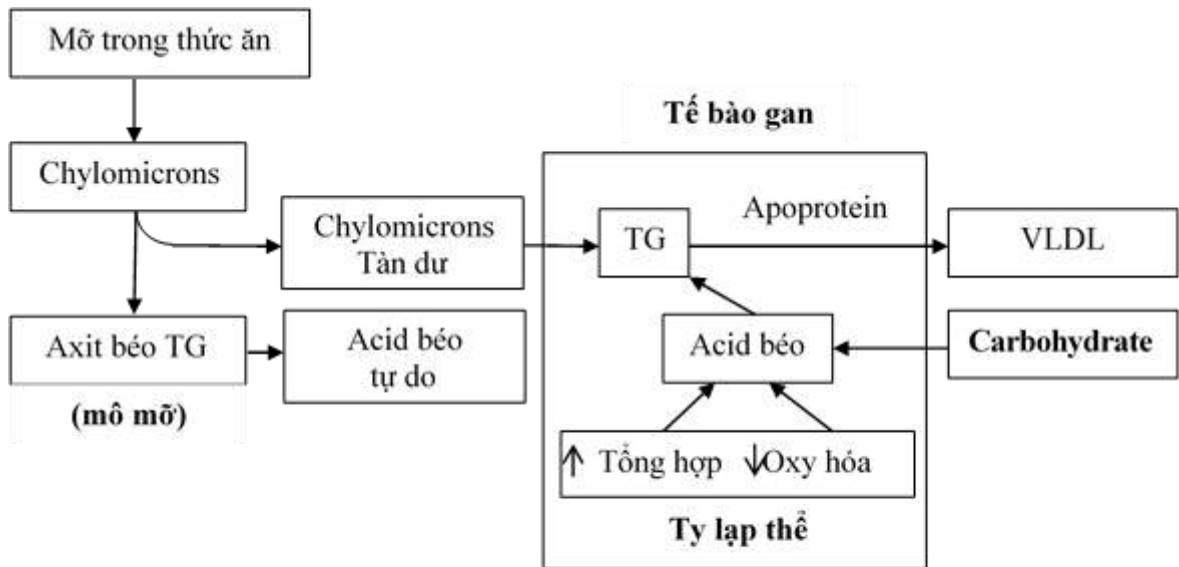 Mỡ trong thức ăn
Tế bào gan
Chylomicrons
Chylomicrons
Tàn dư
TG
Apoprotein
VLDL
Axit béo TG
(mô mỡ)
Acid béo
tự do
Acid béo
Carbohydrate
↑ Tổng hợp ↓Oxy hóa
Ty lạp thể